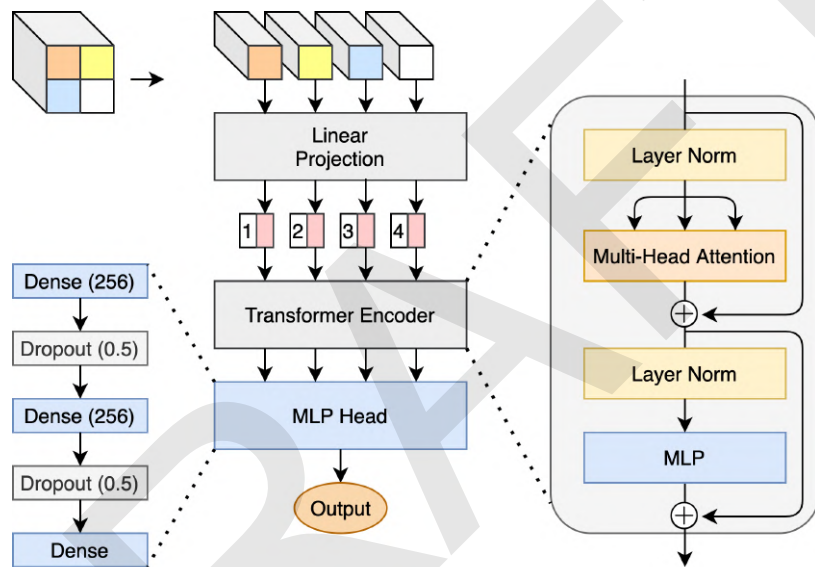 Linear
Projection
1
2
3
4
Transformer Encoder
MLP Head
Output
Dense (256)
Dropout (0.5)
Dense (256)
Dropout (0.5)
Dense
Layer Norm
Multi-Head Attention
Layer Norm
MLP
DRAFT